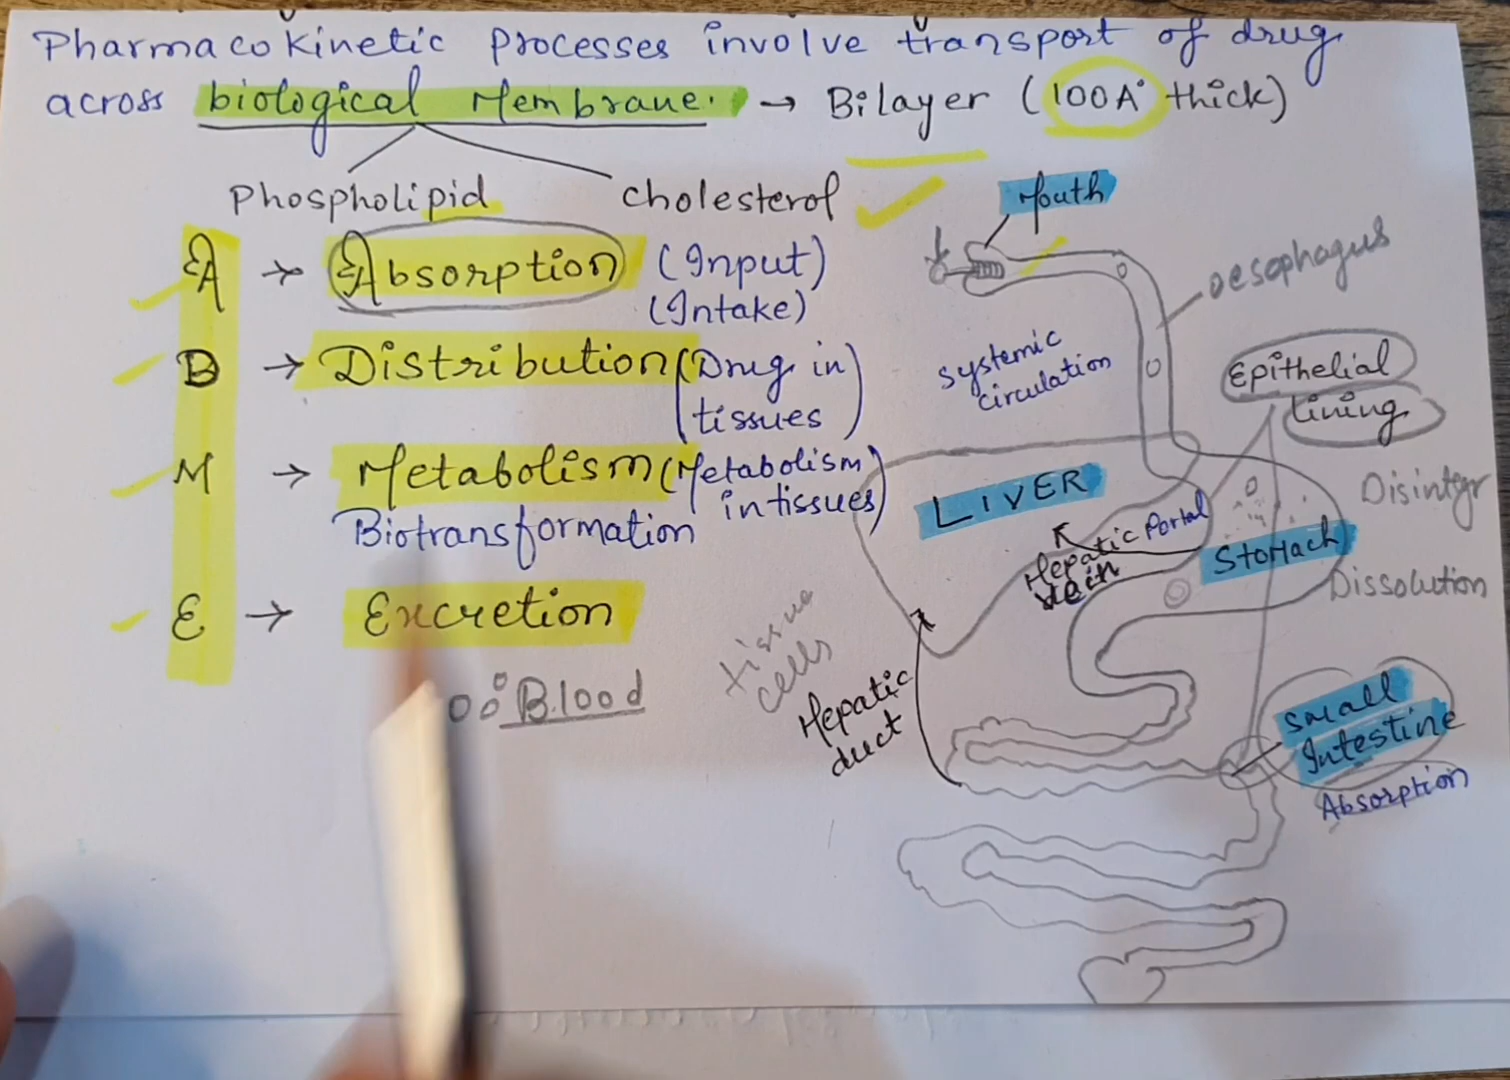 Pharmacokinetic processes involve transport of drug
across biological Membrane. → Bilayer (100A° thick)
Phospholipid
cholesterol
A → Absorption (Input)
(Intake)
D → Distribution (Drug in
tissues)
M → Metabolism (Metabolism
in tissues)
Biotransformation
E → Excretion
Blood
Mouth
oesophagus
systemic
circulation
Epithelial
lining
LIVER
Disintgr
Hepatic Portal
vein
Stomach
Dissolution
tissue
cells
Hepatic
duct
Small
Intestine
Absorption